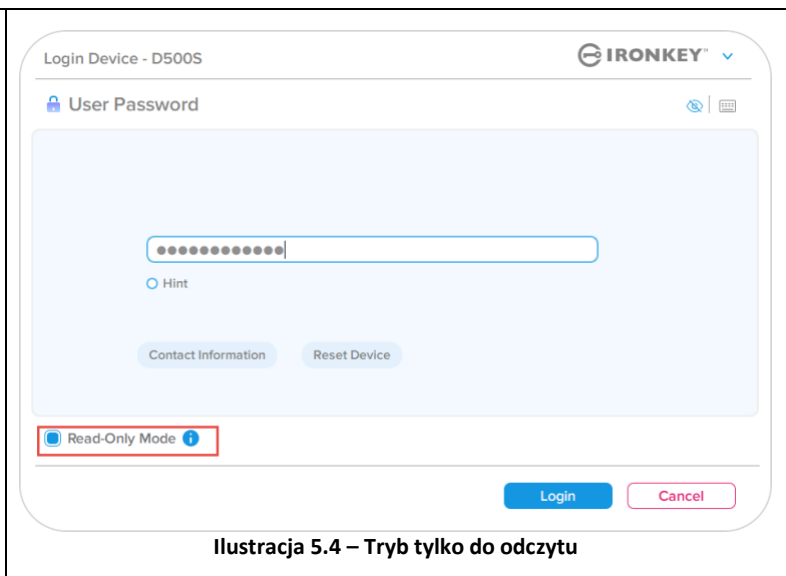 Login Device - D500S
IRONKEY™
User Password
●●●●●●●●●●●●
Hint
Contact Information
Reset Device
Read-Only Mode
Login
Cancel
Ilustracja 5.4 – Tryb tylko do odczytu